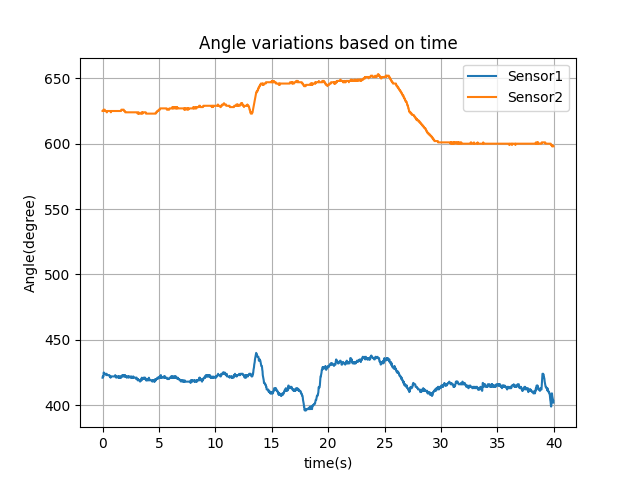 Angle variations based on time
Sensor1
Sensor2
Angle(degree)
650
600
550
500
450
400
0 5 10 15 20 25 30 35 40
time(s)